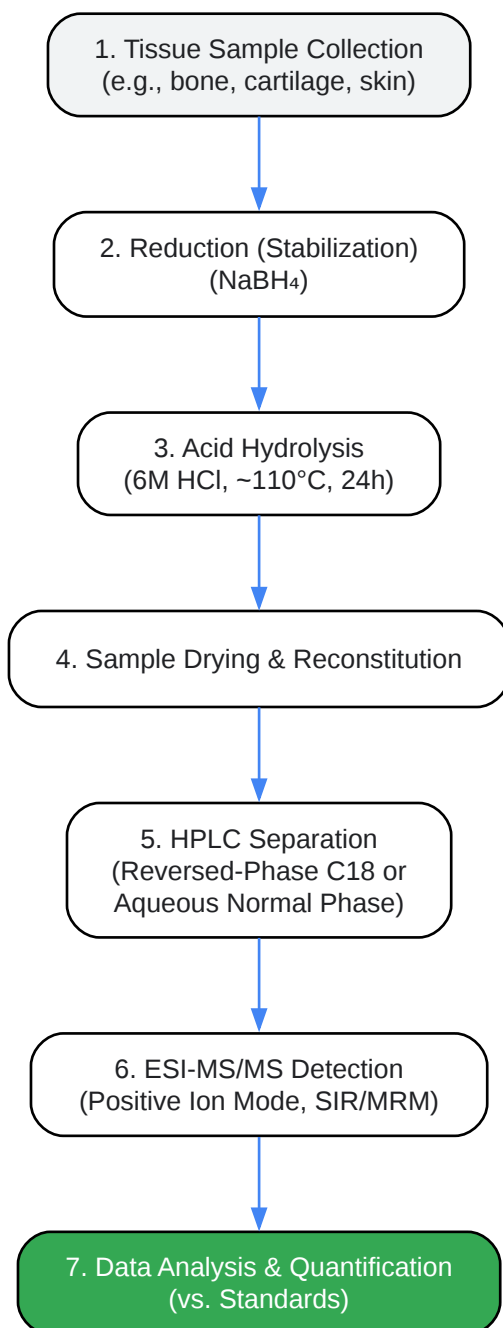 1. Tissue Sample Collection
(e.g., bone, cartilage, skin)
2. Reduction (Stabilization)
(NaBH₄)
3. Acid Hydrolysis
(6M HCl, ~110°C, 24h)
4. Sample Drying & Reconstitution
5. HPLC Separation
(Reversed-Phase C18 or
Aqueous Normal Phase)
6. ESI-MS/MS Detection
(Positive Ion Mode, SIR/MRM)
7. Data Analysis & Quantification
(vs. Standards)